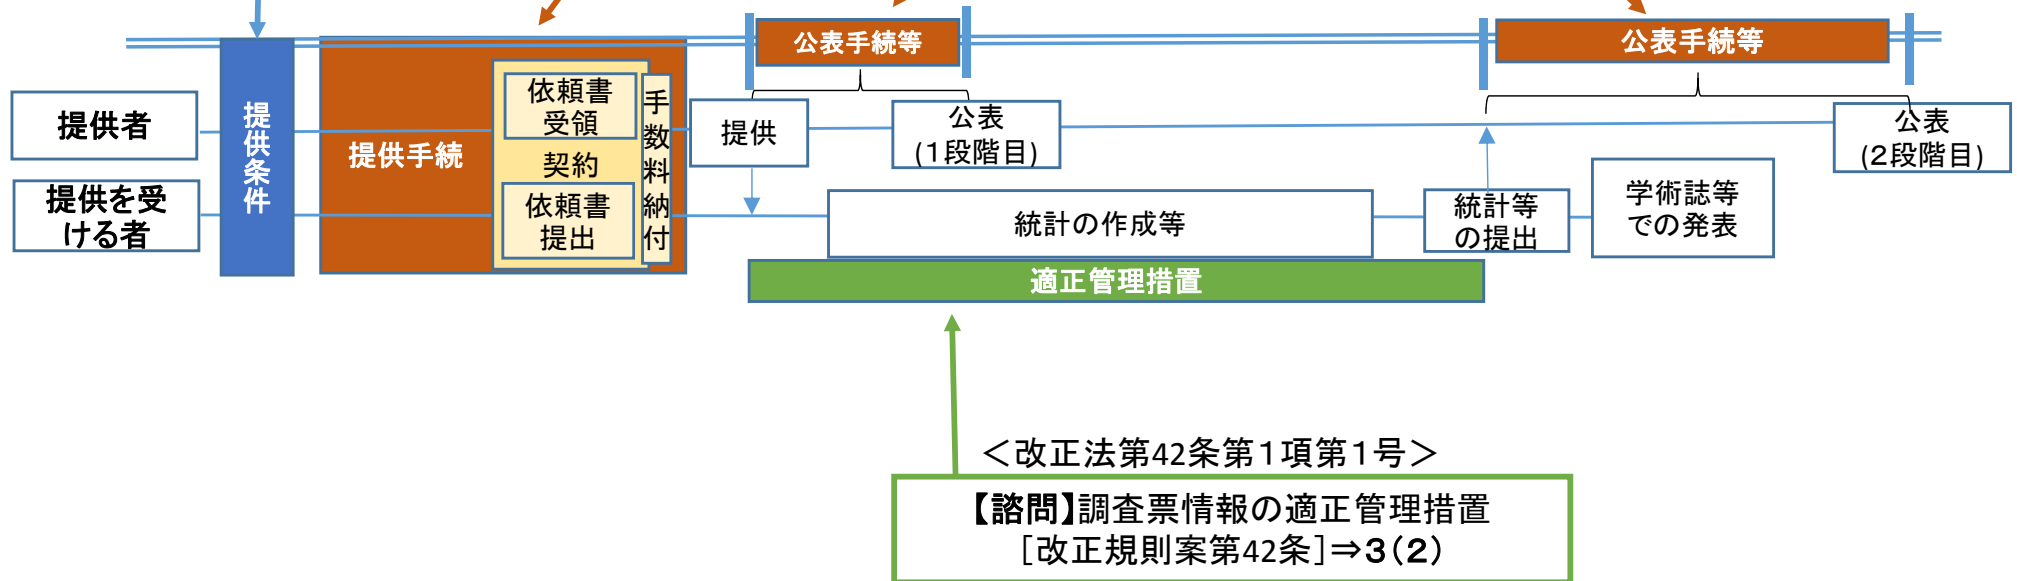 公表手続等
公表手続等
提供者
提供を受
ける者
提供条件
提供手続
依頼書
受領
契約
依頼書
提出
手数料納付
提供
公表
(1段階目)
統計の作成等
適正管理措置
統計等
の提出
学術誌等
での発表
公表
(2段階目)
＜改正法第42条第1項第1号＞
【諮問】調査票情報の適正管理措置
［改正規則案第42条］⇒3(2)